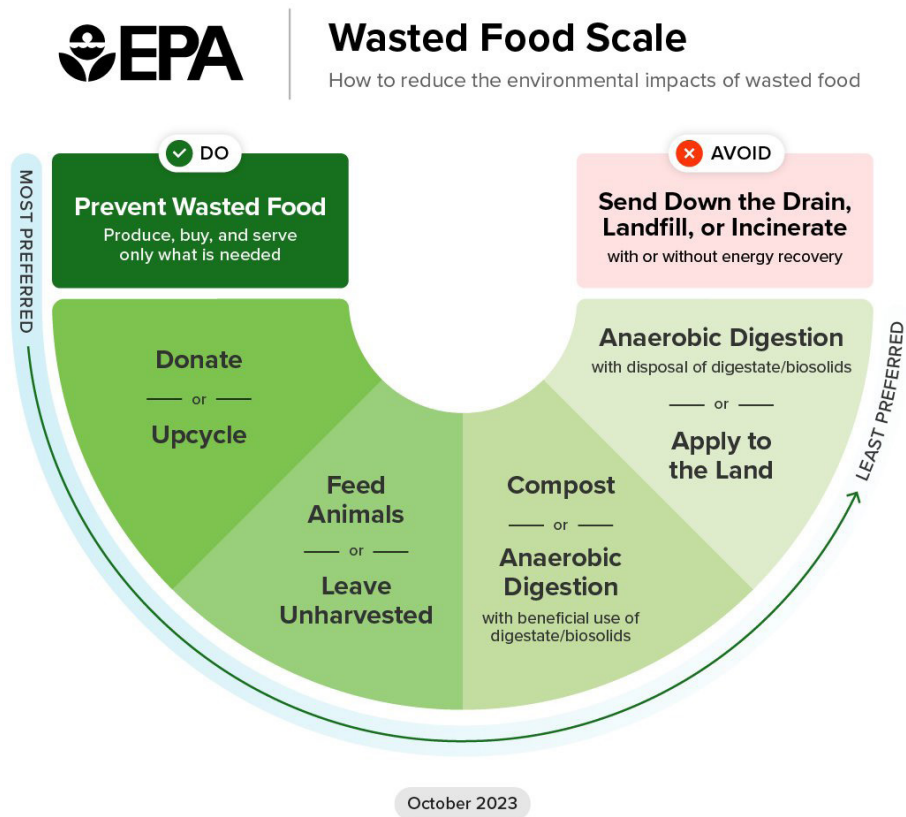 EPA
Wasted Food Scale
How to reduce the environmental impacts of wasted food
MOST PREFERRED
DO
Prevent Wasted Food
Produce, buy, and serve
only what is needed
Donate
or
Upcycle
Feed
Animals
or
Leave
Unharvested
Compost
or
Anaerobic
Digestion
with beneficial use of
digestate/biosolids
Anaerobic Digestion
with disposal of digestate/biosolids
or
Apply to
the Land
AVOID
Send Down the Drain,
Landfill, or Incinerate
with or without energy recovery
LEAST PREFERRED
October 2023